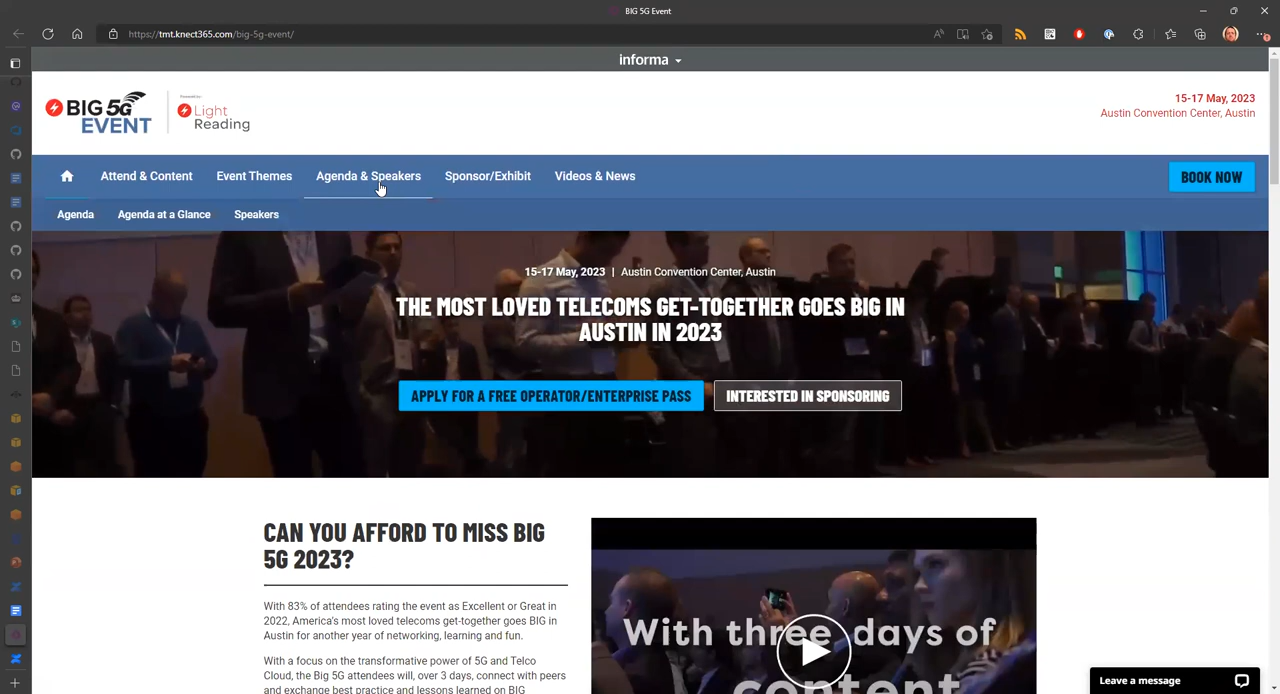 BIG 5G Event
https://tmt.knect365.com/big-5g-event/
informa
BIG 5G
EVENT
Light
Reading
15-17 May, 2023
Austin Convention Center, Austin
Attend & Content
Event Themes
Agenda & Speakers
Sponsor/Exhibit
Videos & News
BOOK NOW
Agenda
Agenda at a Glance
Speakers
15-17 May, 2023 | Austin Convention Center, Austin
THE MOST LOVED TELECOMS GET-TOGETHER GOES BIG IN
AUSTIN IN 2023
APPLY FOR A FREE OPERATOR/ENTERPRISE PASS
INTERESTED IN SPONSORING
CAN YOU AFFORD TO MISS BIG
5G 2023?
With 83% of attendees rating the event as Excellent or Great in
2022, America's most loved telecoms get-together goes BIG in
Austin for another year of networking, learning and fun.
With a focus on the transformative power of 5G and Telco
Cloud, the Big 5G attendees will, over 3 days, connect with peers
and exchange best practice and lessons learned on BIG
With three days of
content
Leave a message